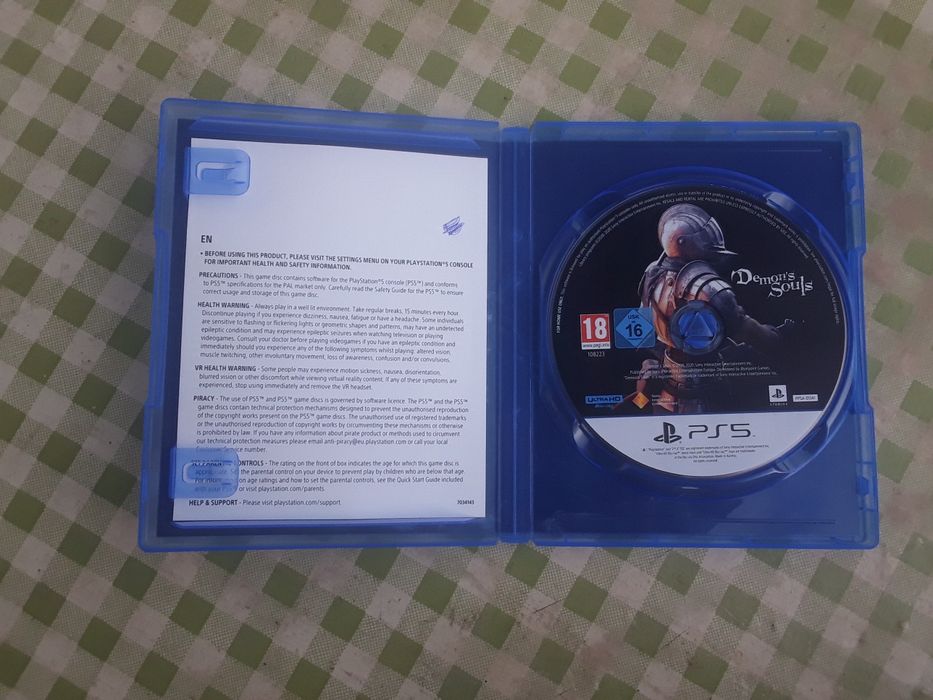 EN
• BEFORE USING THIS PRODUCT, PLEASE VISIT THE SETTINGS MENU ON YOUR PLAYSTATION®5 CONSOLE
FOR IMPORTANT HEALTH AND SAFETY INFORMATION.
PRECAUTIONS - This game disc contains software for the PlayStation®5 console (PS5™) and conforms
to PS5™ specifications for the PAL market only. Carefully read the Safety Guide for the PS5™ to ensure
correct usage and storage of this game disc.
HEALTH WARNING - Always play in a well lit environment. Take regular breaks, 15 minutes every hour.
Discontinue playing if you experience dizziness, nausea, fatigue or have a headache. Some individuals
are sensitive to flashing or flickering lights or geometric shapes and patterns, may have an undetected
epileptic condition and may experience epileptic seizures when watching television or playing
videogames. Consult your doctor before playing videogames if you have an epileptic condition and
immediately should you experience any of the following symptoms whilst playing: altered vision,
muscle twitching, other involuntary movement, loss of awareness, confusion and/or convulsions.
VR HEALTH WARNING - Some people may experience motion sickness, nausea, disorientation,
blurred vision or other discomfort while viewing virtual reality content. If any of these symptoms are
experienced, stop using immediately and remove the VR headset.
PIRACY - The use of PS5™ and PS5™ game discs is governed by software licence. The PS5™ and the PS5™
game discs contain technical protection mechanisms designed to prevent the unauthorised reproduction
of the copyright works present on the PS5™ game discs. The unauthorised use of registered trademarks
or the unauthorised reproduction of copyright works by circumventing these mechanisms or otherwise
is prohibited by law. If you have any information about pirate product or methods used to circumvent
our technical protection measures please email anti-piracy@eu.playstation.com or call your local
Customer Service number.
CONTROLS - The rating on the front of box indicates the age for which this game disc is
Set the parental control on your device to prevent play by children who are below that age.
on age ratings and how to set the parental controls, see the Quick Start Guide included
with your or visit playstation.com/parents.
HELP & SUPPORT - Please visit playstation.com/support.
7034143
Demon's
Souls
18
www.pegi.info
USK
16
108223
ULTRA HD
Blu-ray
PS5